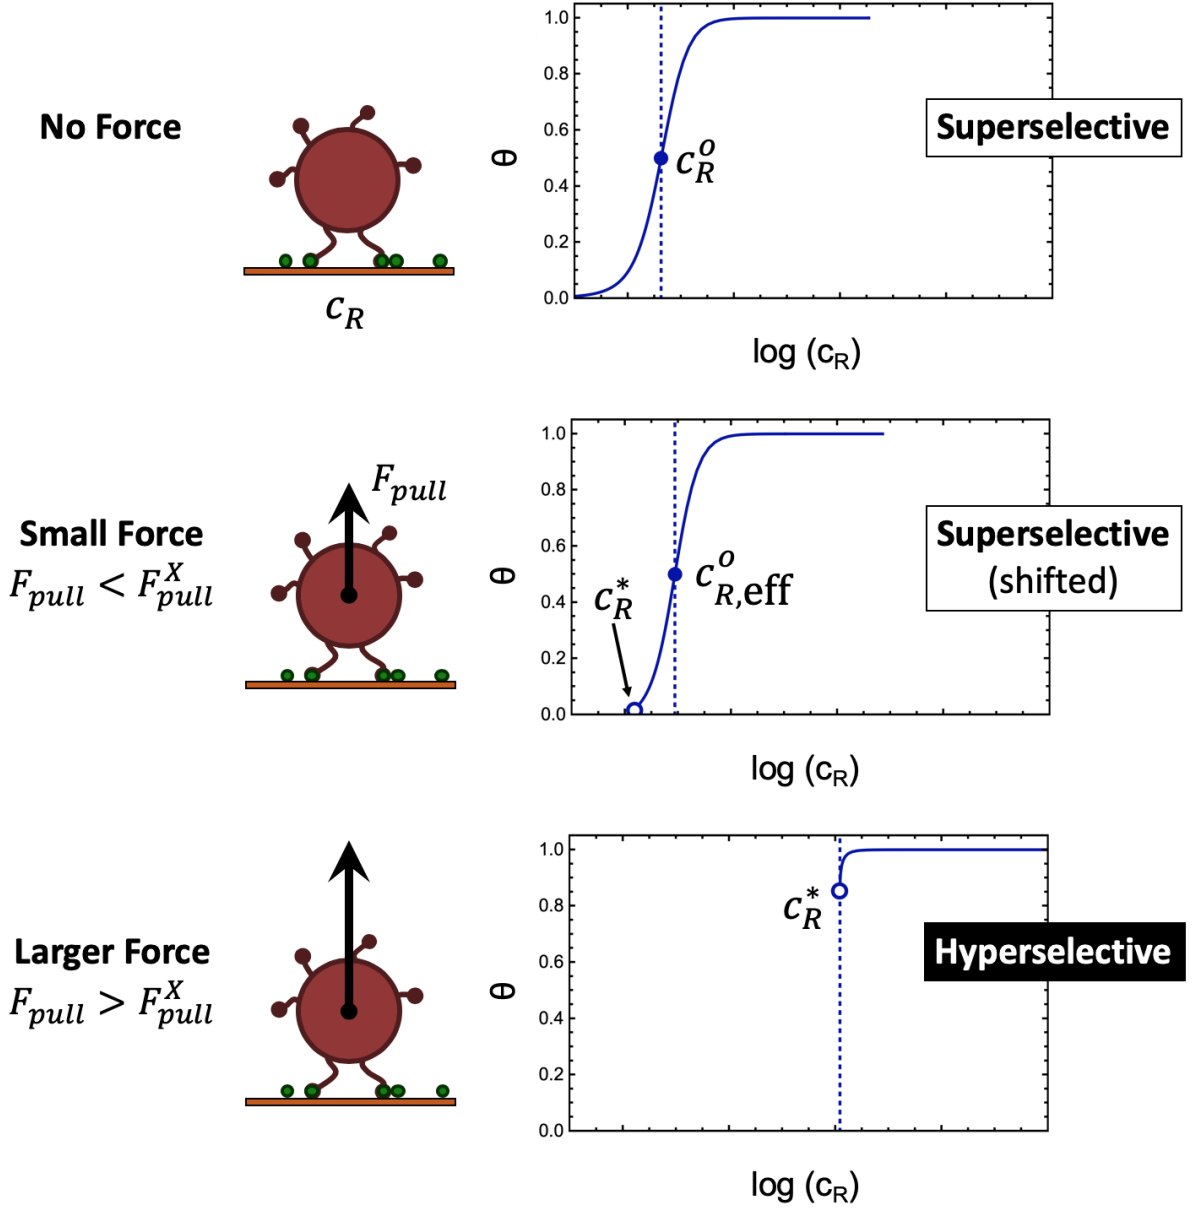 No Force
c_R
1.0
0.8
0.6
0.4
0.2
0.0
θ
c_R^o
log (c_R)
Superselective
Small Force
F_pull < F_pull^X
F_pull
1.0
0.8
0.6
0.4
0.2
0.0
θ
c_R^*
c_R,eff^o
log (c_R)
Superselective
(shifted)
Larger Force
F_pull > F_pull^X
1.0
0.8
0.6
0.4
0.2
0.0
θ
c_R^*
log (c_R)
Hyperselective